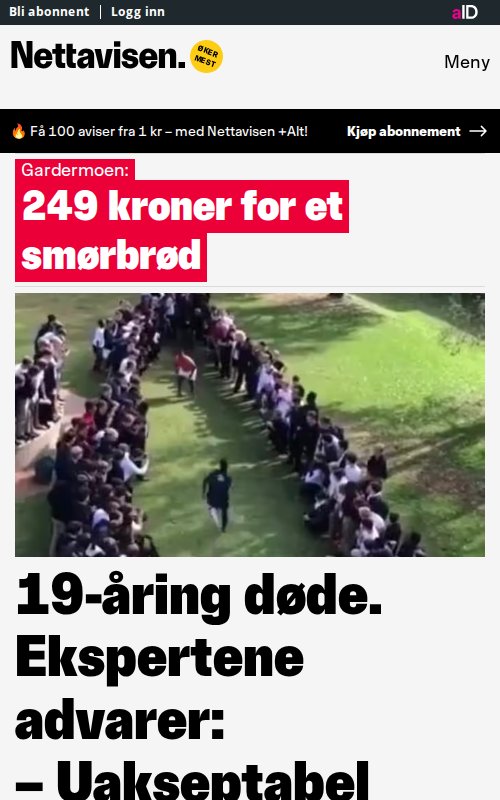 Bli abonnent | Logg inn
aID
Nettavisen.
ØKER
MEST
Meny
🔥 Få 100 aviser fra 1 kr – med Nettavisen +Alt!
Kjøp abonnement →
Gardermoen:
249 kroner for et
smørbrød
19-åring døde.
Ekspertene
advarer:
– Uakseptabel